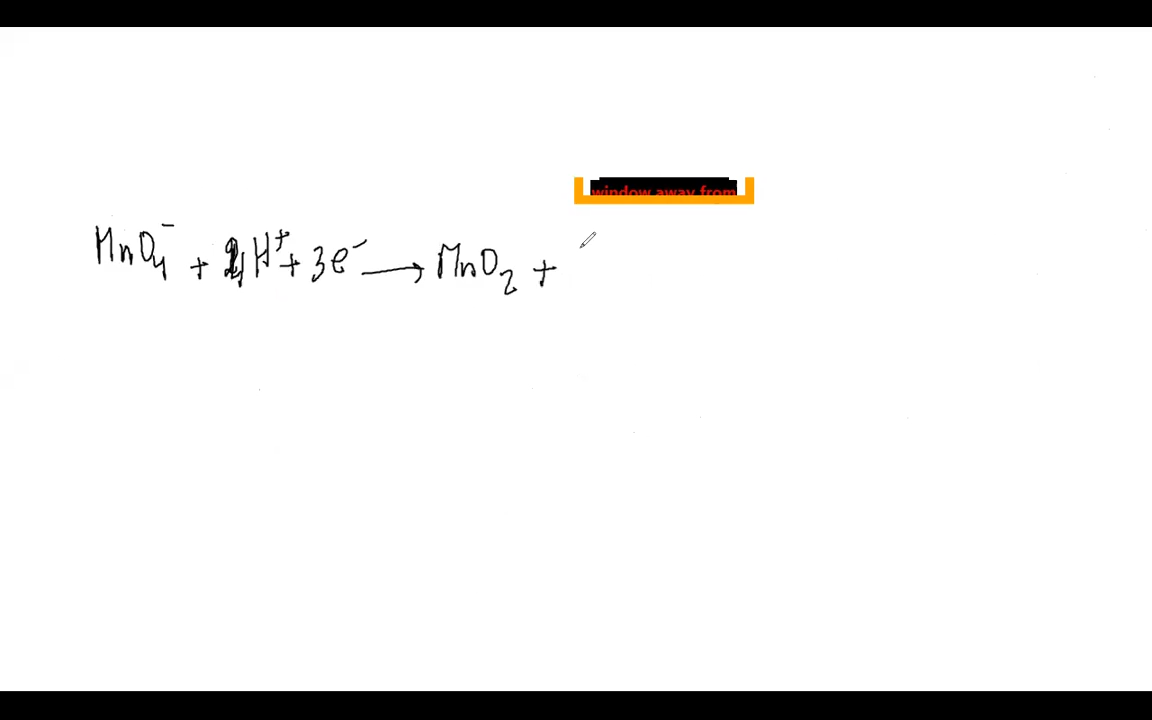 window away from
MnO₄⁻ + 4H⁺ + 3e⁻ → MnO₂ +